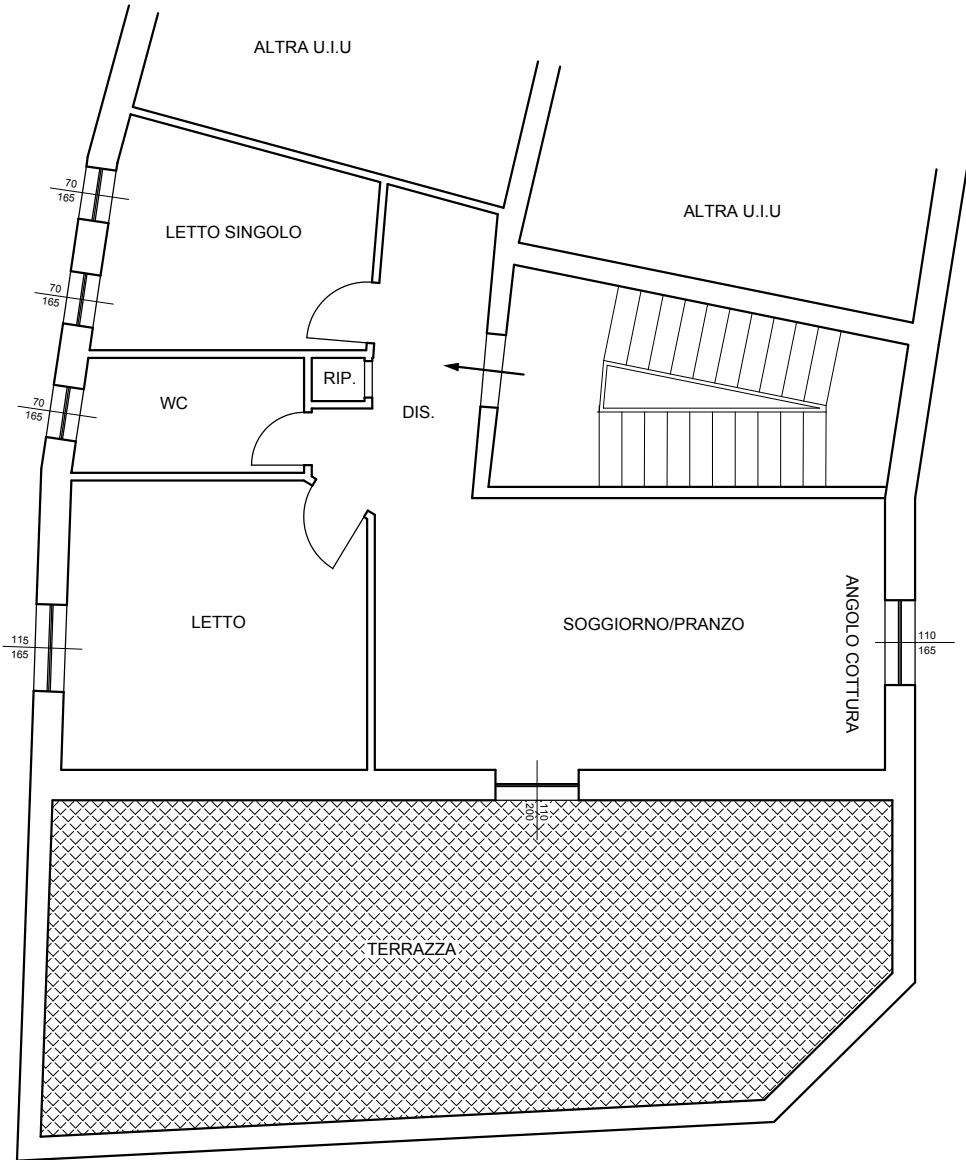 ALTRA U.I.U
70
165
ALTRA U.I.U
LETTO SINGOLO
70
165
RIP.
70
165
WC
DIS.
LETTO
SOGGIORNO/PRANZO
ANGOLO COTTURA
115
165
110
165
110
200
TERRAZZA